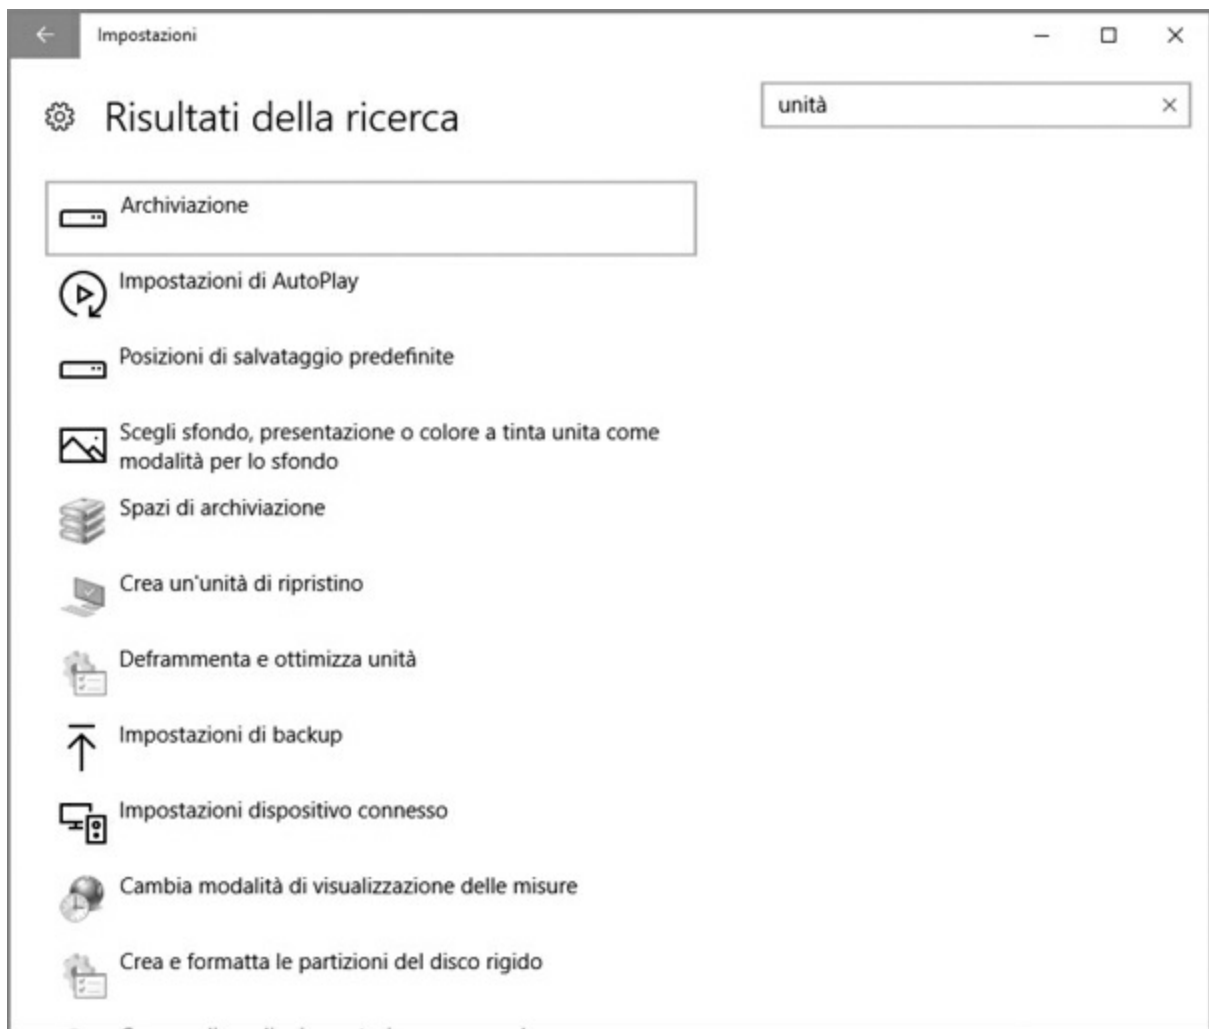 Impostazioni
Risultati della ricerca
unità
Archiviazione
Impostazioni di AutoPlay
Posizioni di salvataggio predefinite
Scegli sfondo, presentazione o colore a tinta unita come
modalità per lo sfondo
Spazi di archiviazione
Crea un'unità di ripristino
Deframmenta e ottimizza unità
Impostazioni di backup
Impostazioni dispositivo connesso
Cambia modalità di visualizzazione delle misure
Crea e formatta le partizioni del disco rigido